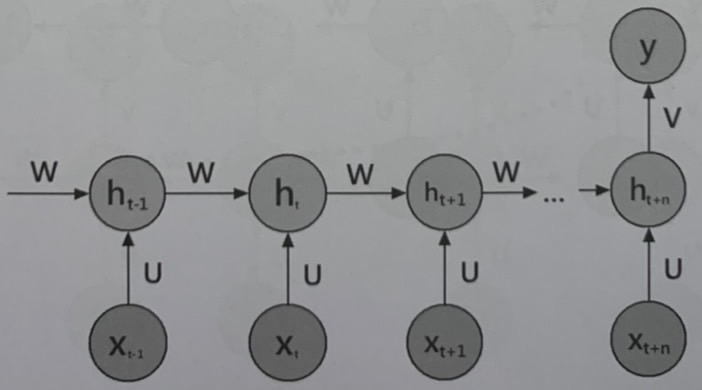 y
V
W W W W
h_{t-1} h_t h_{t+1} ... h_{t+n}
U U U U
x_{t-1} x_t x_{t+1} x_{t+n}